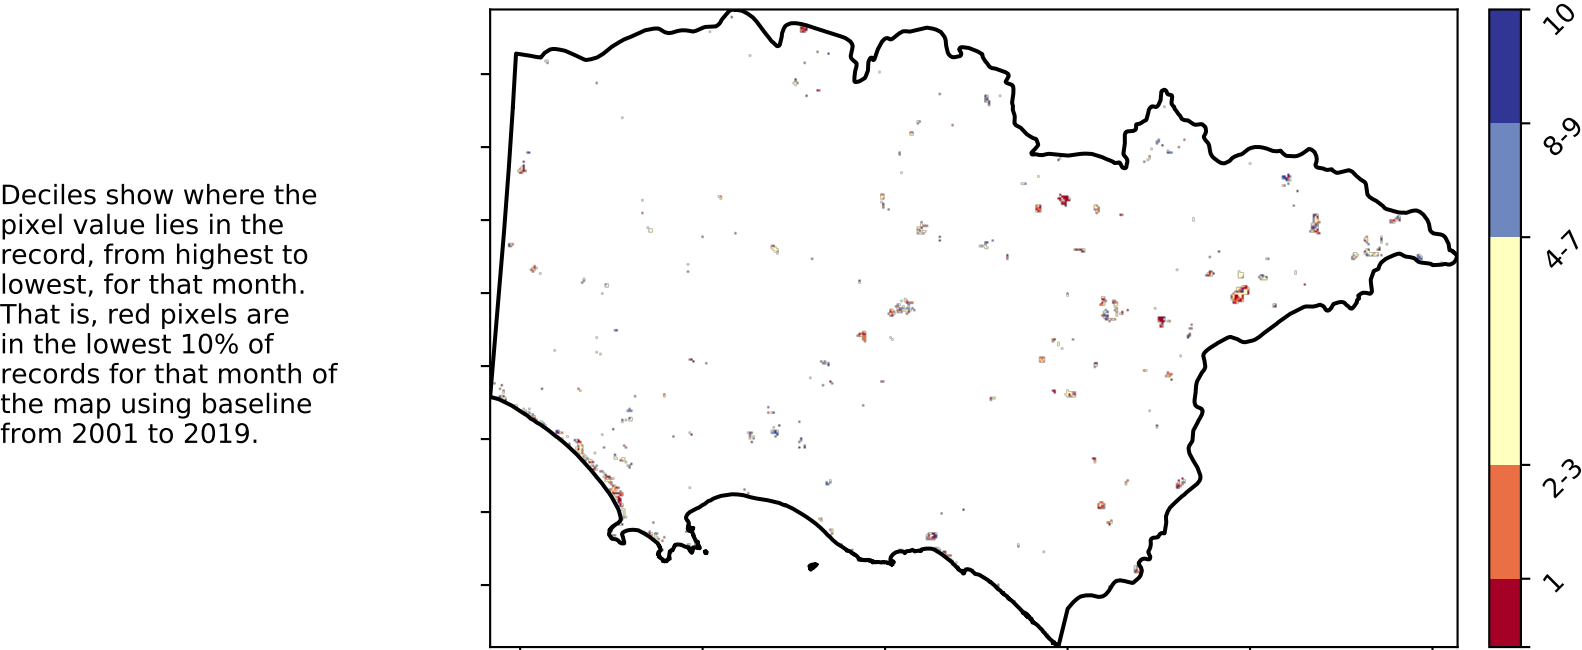 Deciles show where the
pixel value lies in the
record, from highest to
lowest, for that month.
That is, red pixels are
in the lowest 10% of
records for that month of
the map using baseline
from 2001 to 2019.
10
8-9
4-7
2-3
1